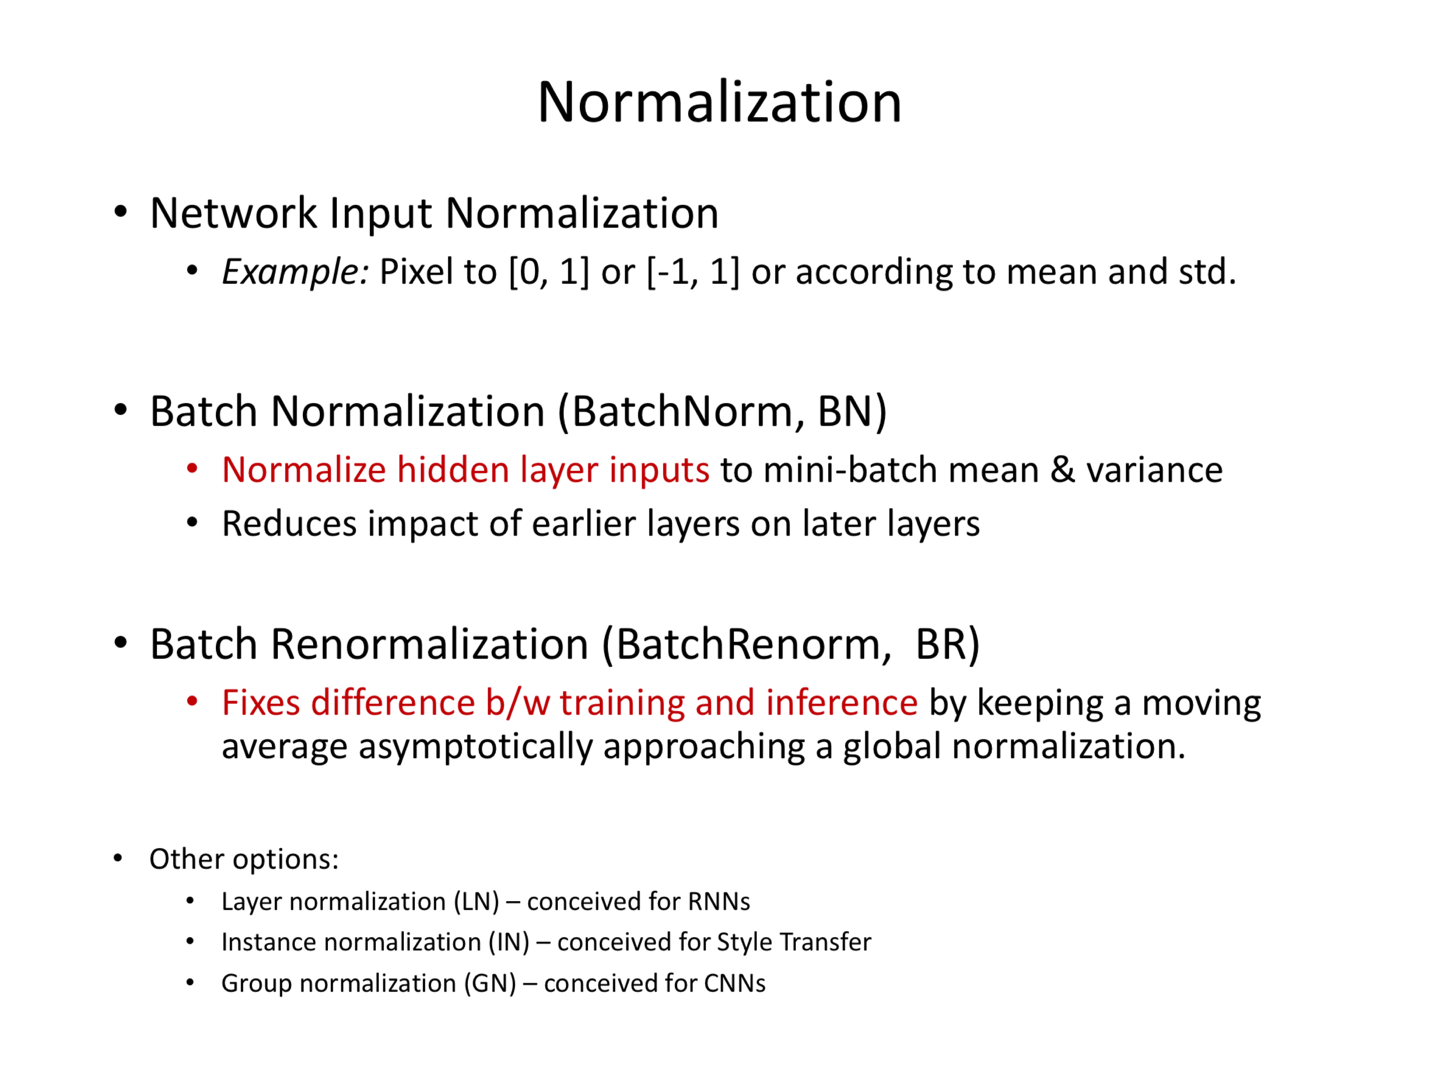 Normalization
• Network Input Normalization
• Example: Pixel to [0, 1] or [-1, 1] or according to mean and std.
• Batch Normalization (BatchNorm, BN)
• Normalize hidden layer inputs to mini-batch mean & variance
• Reduces impact of earlier layers on later layers
• Batch Renormalization (BatchRenorm,  BR)
• Fixes difference b/w training and inference by keeping a moving
average asymptotically approaching a global normalization.
• Other options:
• Layer normalization (LN) – conceived for RNNs
• Instance normalization (IN) – conceived for Style Transfer
• Group normalization (GN) – conceived for CNNs